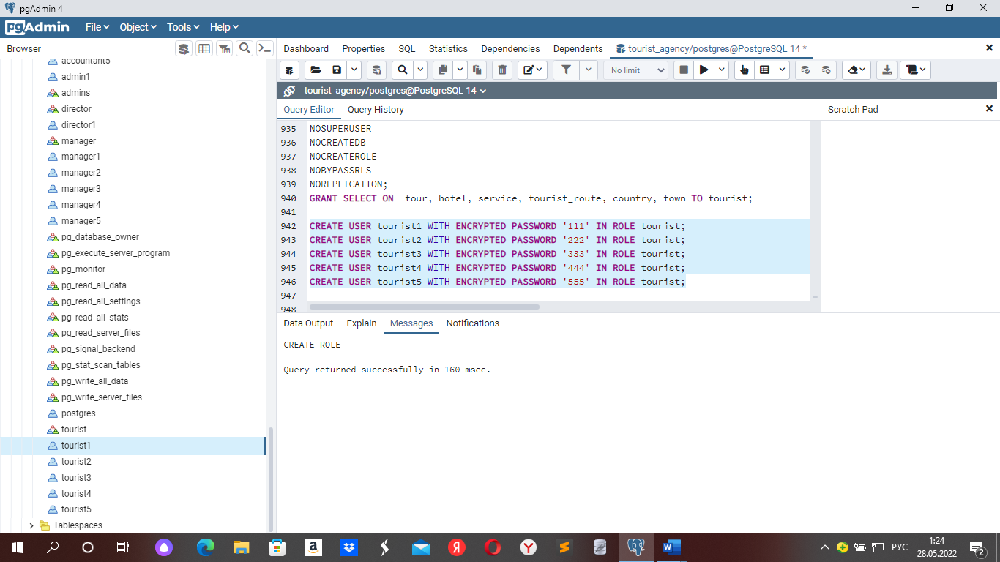 pgAdmin 4
pgAdmin
File
Object
Tools
Help
Browser
Dashboard
Properties
SQL
Statistics
Dependencies
Dependents
tourist_agency/postgres@PostgreSQL 14 *
No limit
tourist_agency/postgres@PostgreSQL 14
Query Editor
Query History
Scratch Pad
accountant5
admin1
admins
director
director1
manager
manager1
manager2
manager3
manager4
manager5
pg_database_owner
pg_execute_server_program
pg_monitor
pg_read_all_data
pg_read_all_settings
pg_read_all_stats
pg_read_server_files
pg_signal_backend
pg_stat_scan_tables
pg_write_all_data
pg_write_server_files
postgres
tourist
tourist1
tourist2
tourist3
tourist4
tourist5
Tablespaces
935 NOSUPERUSER
936 NOCREATEDB
937 NOCREATEROLE
938 NOBYPASSRLS
939 NOREPLICATION;
940 GRANT SELECT ON  tour, hotel, service, tourist_route, country, town TO tourist;
941
942 CREATE USER tourist1 WITH ENCRYPTED PASSWORD '111' IN ROLE tourist;
943 CREATE USER tourist2 WITH ENCRYPTED PASSWORD '222' IN ROLE tourist;
944 CREATE USER tourist3 WITH ENCRYPTED PASSWORD '333' IN ROLE tourist;
945 CREATE USER tourist4 WITH ENCRYPTED PASSWORD '444' IN ROLE tourist;
946 CREATE USER tourist5 WITH ENCRYPTED PASSWORD '555' IN ROLE tourist;
947
948
Data Output
Explain
Messages
Notifications
CREATE ROLE
Query returned successfully in 160 msec.
РУС
1:24
28.05.2022
2